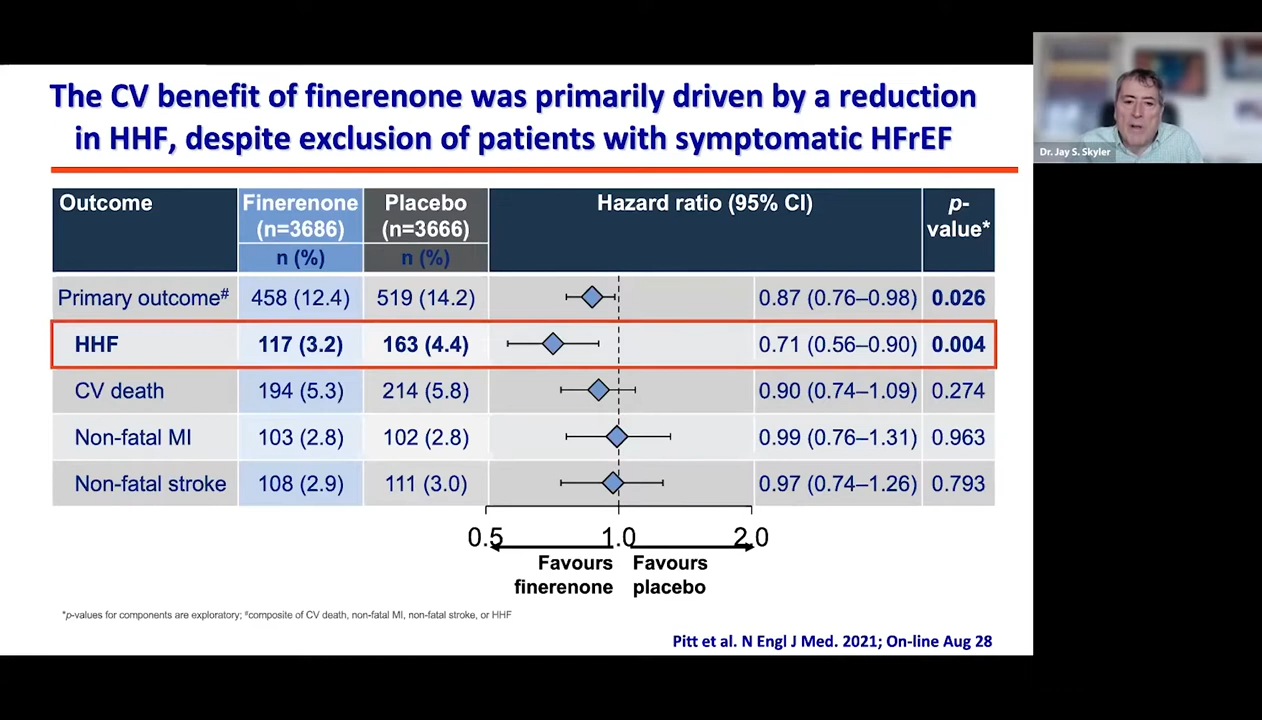 The CV benefit of finerenone was primarily driven by a reduction
in HHF, despite exclusion of patients with symptomatic HFrEF
Dr. Jay S. Skyler
Outcome
Finerenone
(n=3686)
n (%)
Placebo
(n=3666)
n (%)
Hazard ratio (95% CI)
p-
value*
Primary outcome# 458 (12.4) 519 (14.2) 0.87 (0.76–0.98) 0.026
HHF 117 (3.2) 163 (4.4) 0.71 (0.56–0.90) 0.004
CV death 194 (5.3) 214 (5.8) 0.90 (0.74–1.09) 0.274
Non-fatal MI 103 (2.8) 102 (2.8) 0.99 (0.76–1.31) 0.963
Non-fatal stroke 108 (2.9) 111 (3.0) 0.97 (0.74–1.26) 0.793
0.5 1.0 2.0
Favours
finerenone
Favours
placebo
*p-values for components are exploratory; #composite of CV death, non-fatal MI, non-fatal stroke, or HHF
Pitt et al. N Engl J Med. 2021; On-line Aug 28